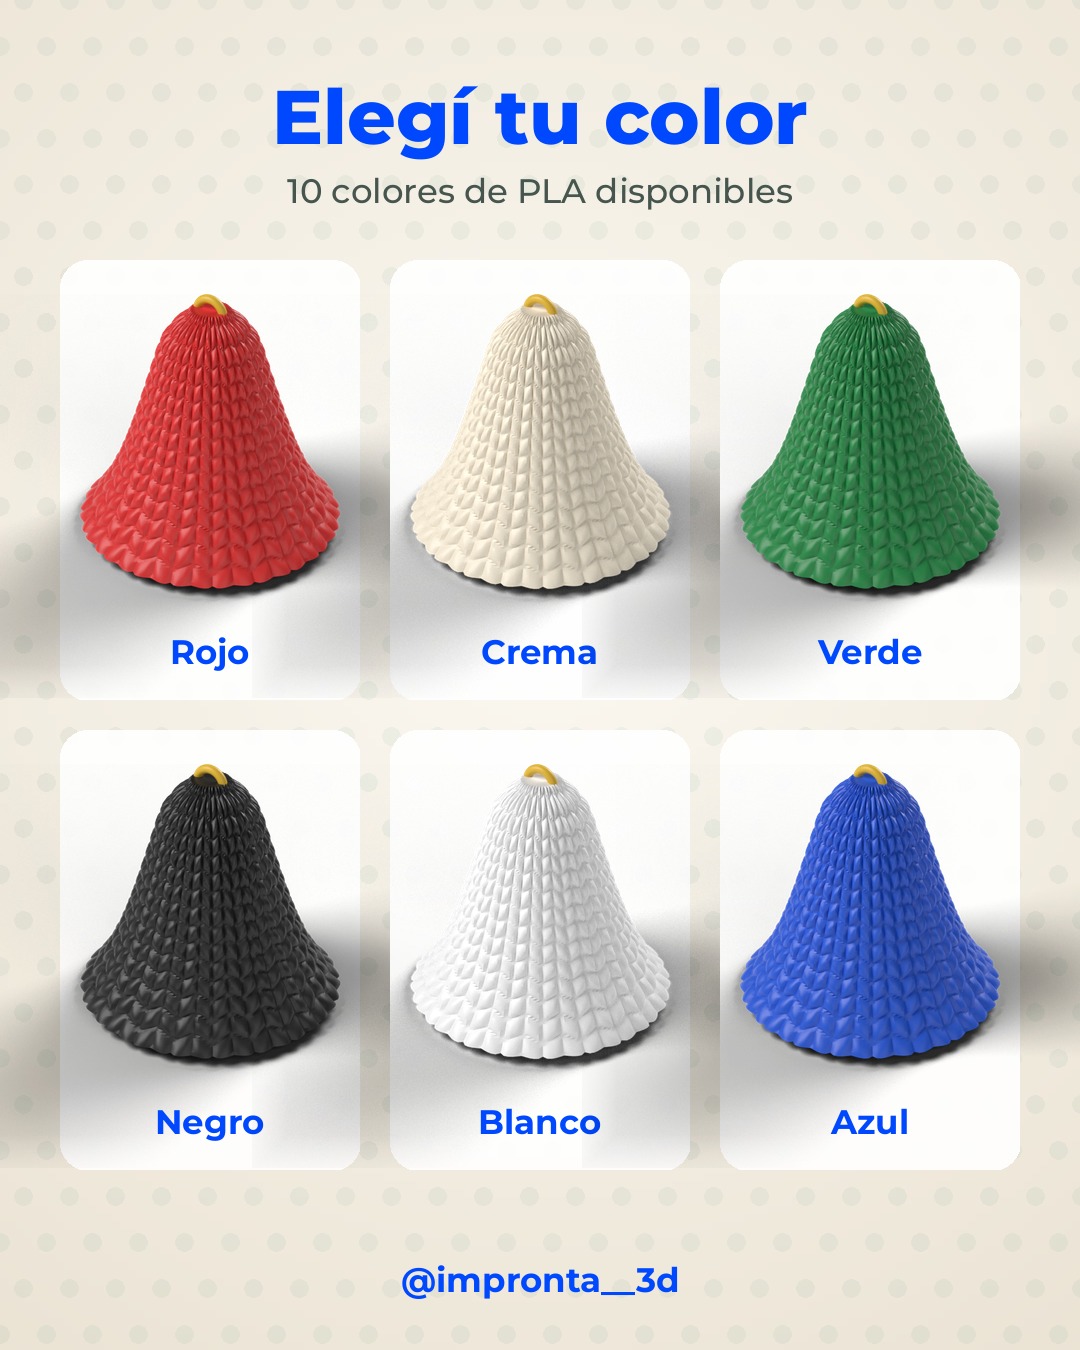 Elegí tu color
10 colores de PLA disponibles
Rojo
Crema
Verde
Negro
Blanco
Azul
@impronta__3d